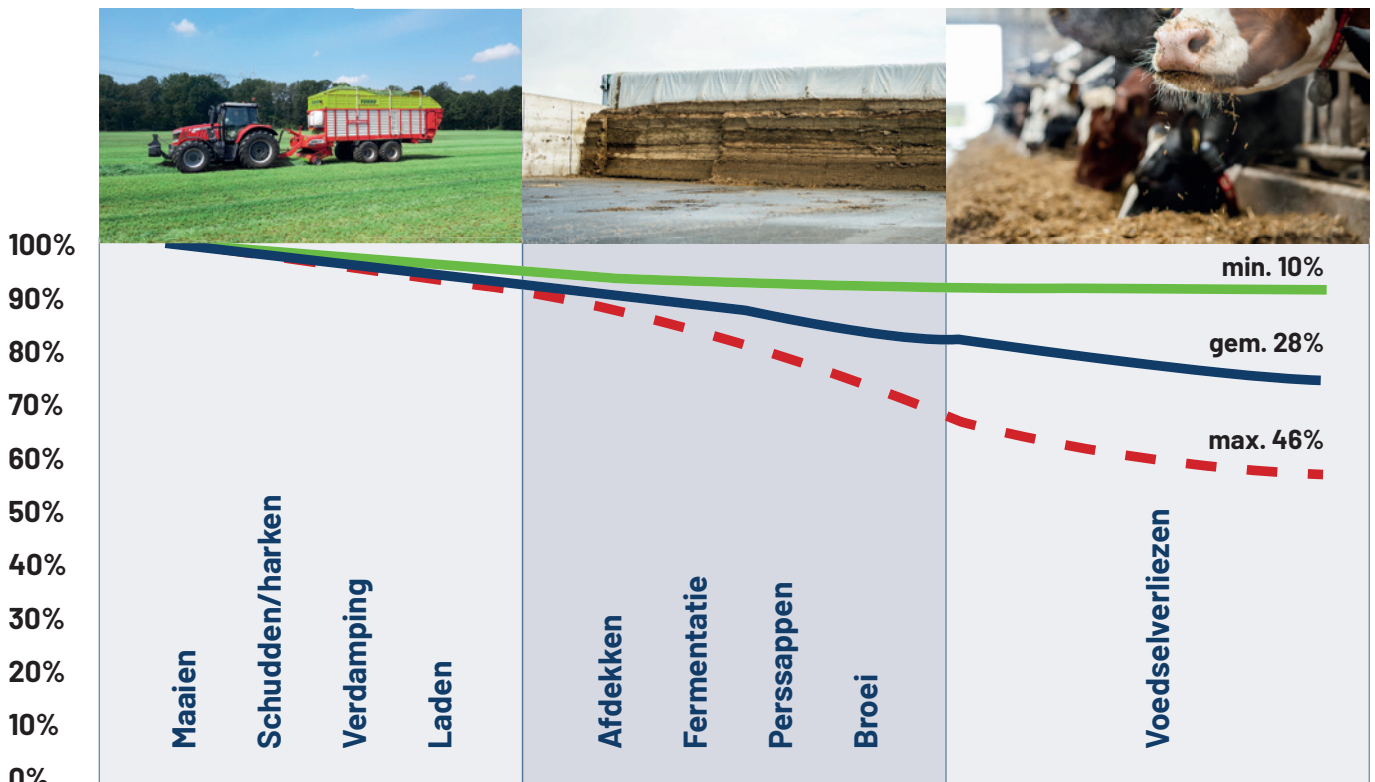 100%
90%
80%
70%
60%
50%
40%
30%
20%
10%
0%
min. 10%
gem. 28%
max. 46%
Maaien
Schudden/harken
Verdamping
Laden
Afdekken
Fermentatie
Perssappen
Broei
Voedselverliezen